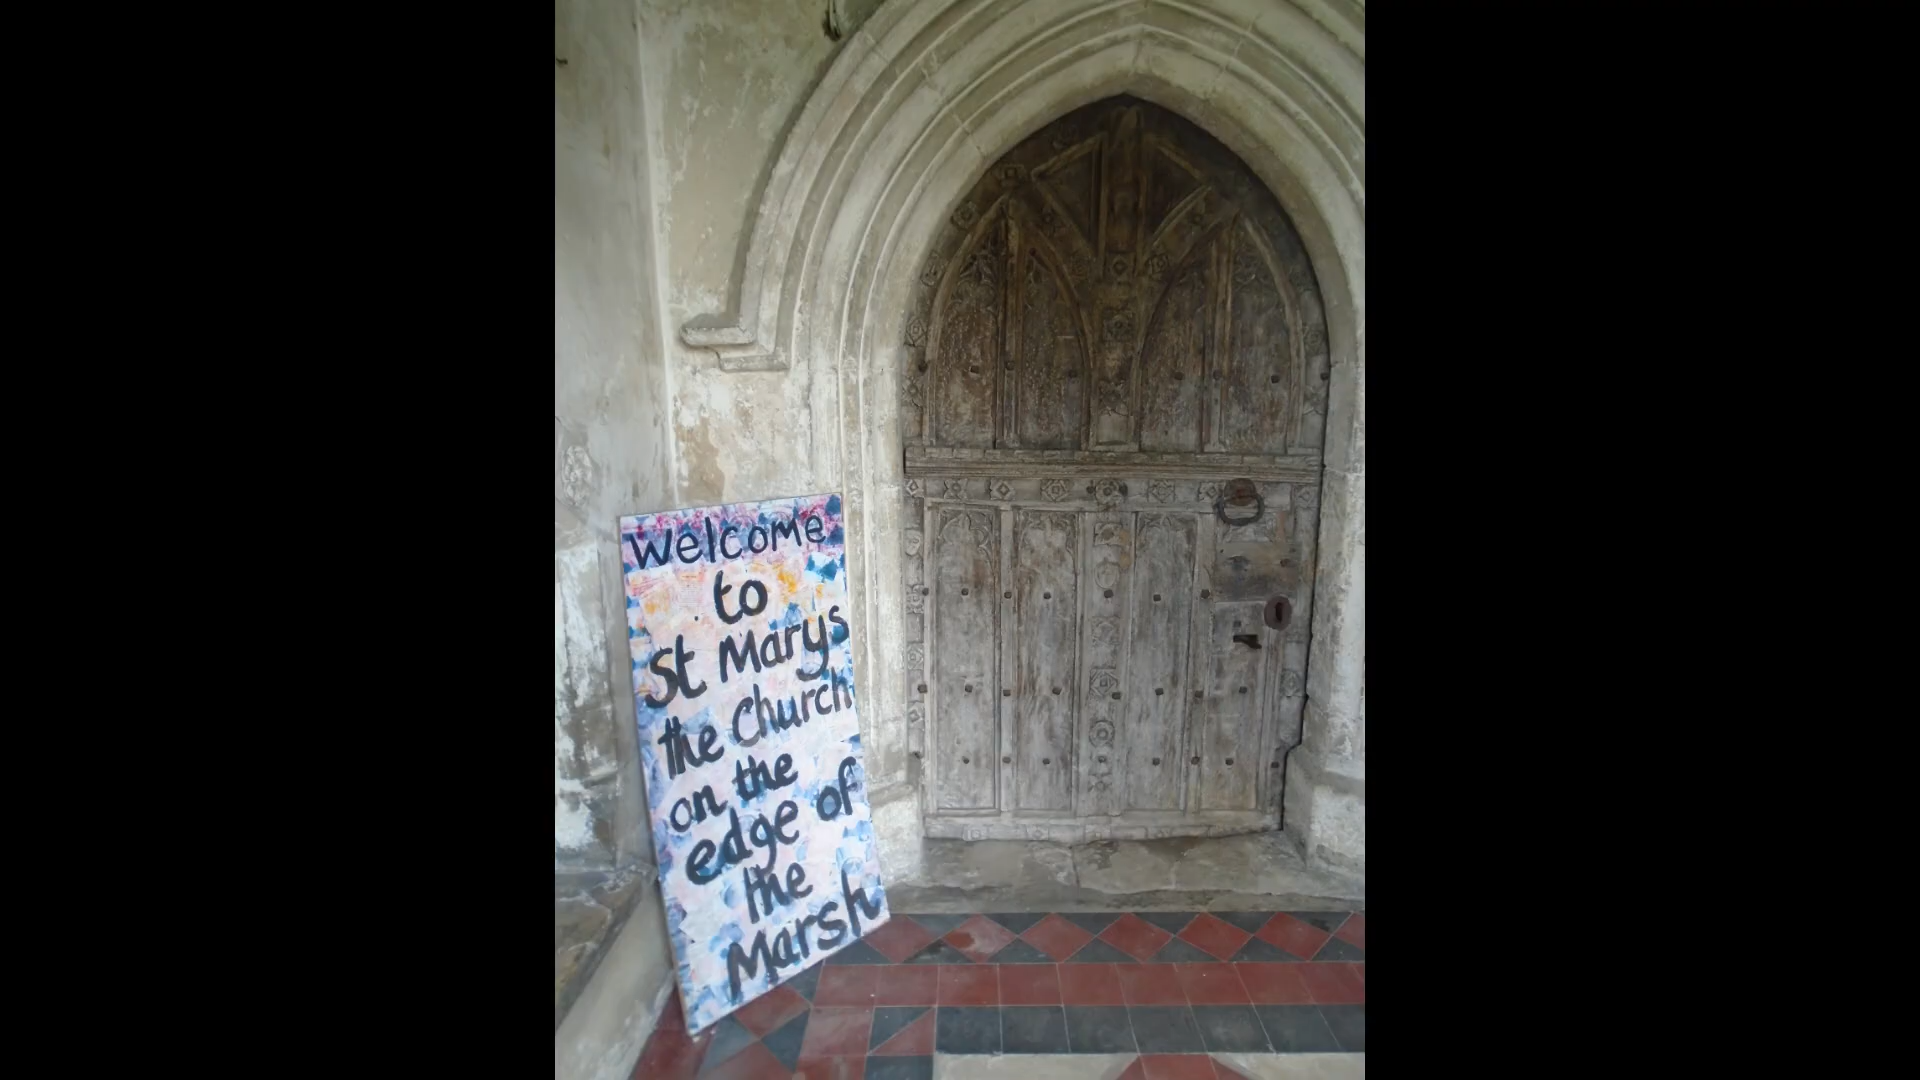 Welcome
to
St Marys
the Church
on the
edge of
the
Marsh